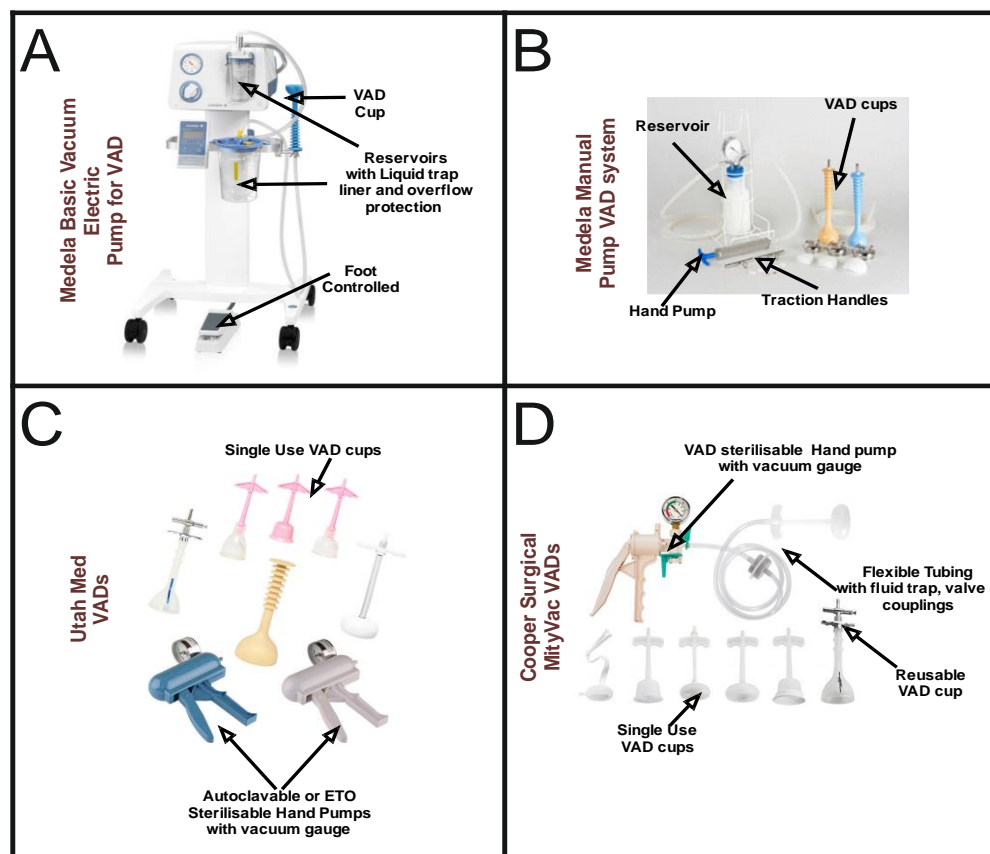 A
Medela Basic Vacuum
Electric
Pump for VAD
VAD
Cup
Reservoirs
with Liquid trap
liner and overflow
protection
Foot
Controlled
B
Medela Manual
Pump VAD system
Reservoir
VAD cups
Hand Pump
Traction Handles
C
Utah Med
VADs
Single Use VAD cups
Autoclavable or ETO
Sterilisable Hand Pumps
with vacuum gauge
D
Cooper Surgical
MityVac VADs
VAD sterilisable Hand pump
with vacuum gauge
Flexible Tubing
with fluid trap, valve
couplings
Reusable
VAD cup
Single Use
VAD cups